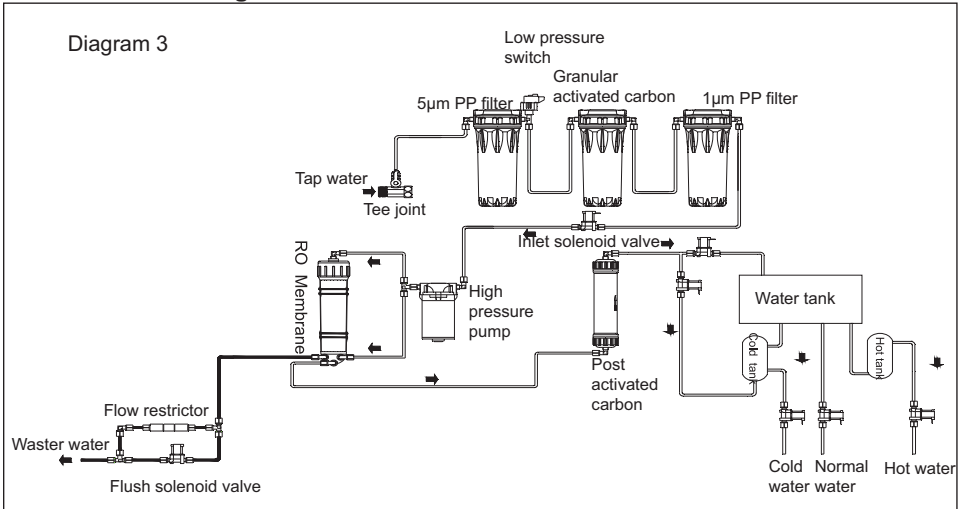 Diagram 3
Low pressure
switch
Granular
activated carbon
5μm PP filter
1μm PP filter
Tap water
Tee joint
Inlet solenoid valve
RO Membrane
High
pressure
pump
Water tank
Cold tank
Hot tank
Post
activated
carbon
Flow restrictor
Waster water
Flush solenoid valve
Cold
water
Normal
water
Hot water